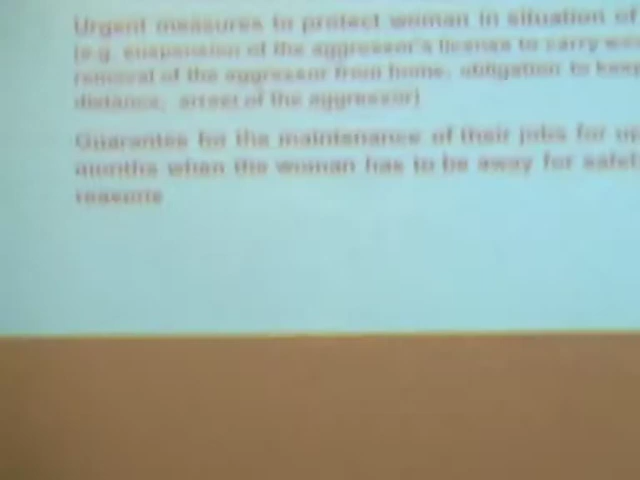 Urgent measures to protect woman in situation of
(e.g. suspension of the aggressor's license to carry
removal of the aggressor from home, obligation to keep
distance, arrest of the aggressor)
Guarantee for the maintenance of their jobs for up
months when the woman has to be away for
reasons